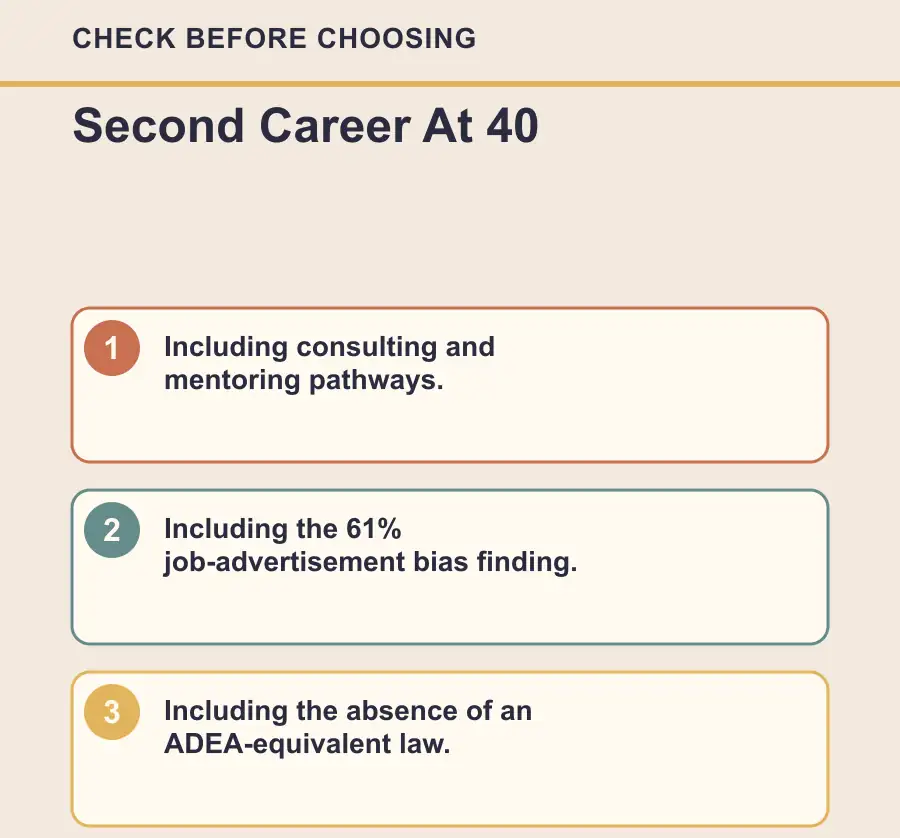 CHECK BEFORE CHOOSING
Second Career At 40
1
Including consulting and
mentoring pathways.
2
Including the 61%
job-advertisement bias finding.
3
Including the absence of an
ADEA-equivalent law.